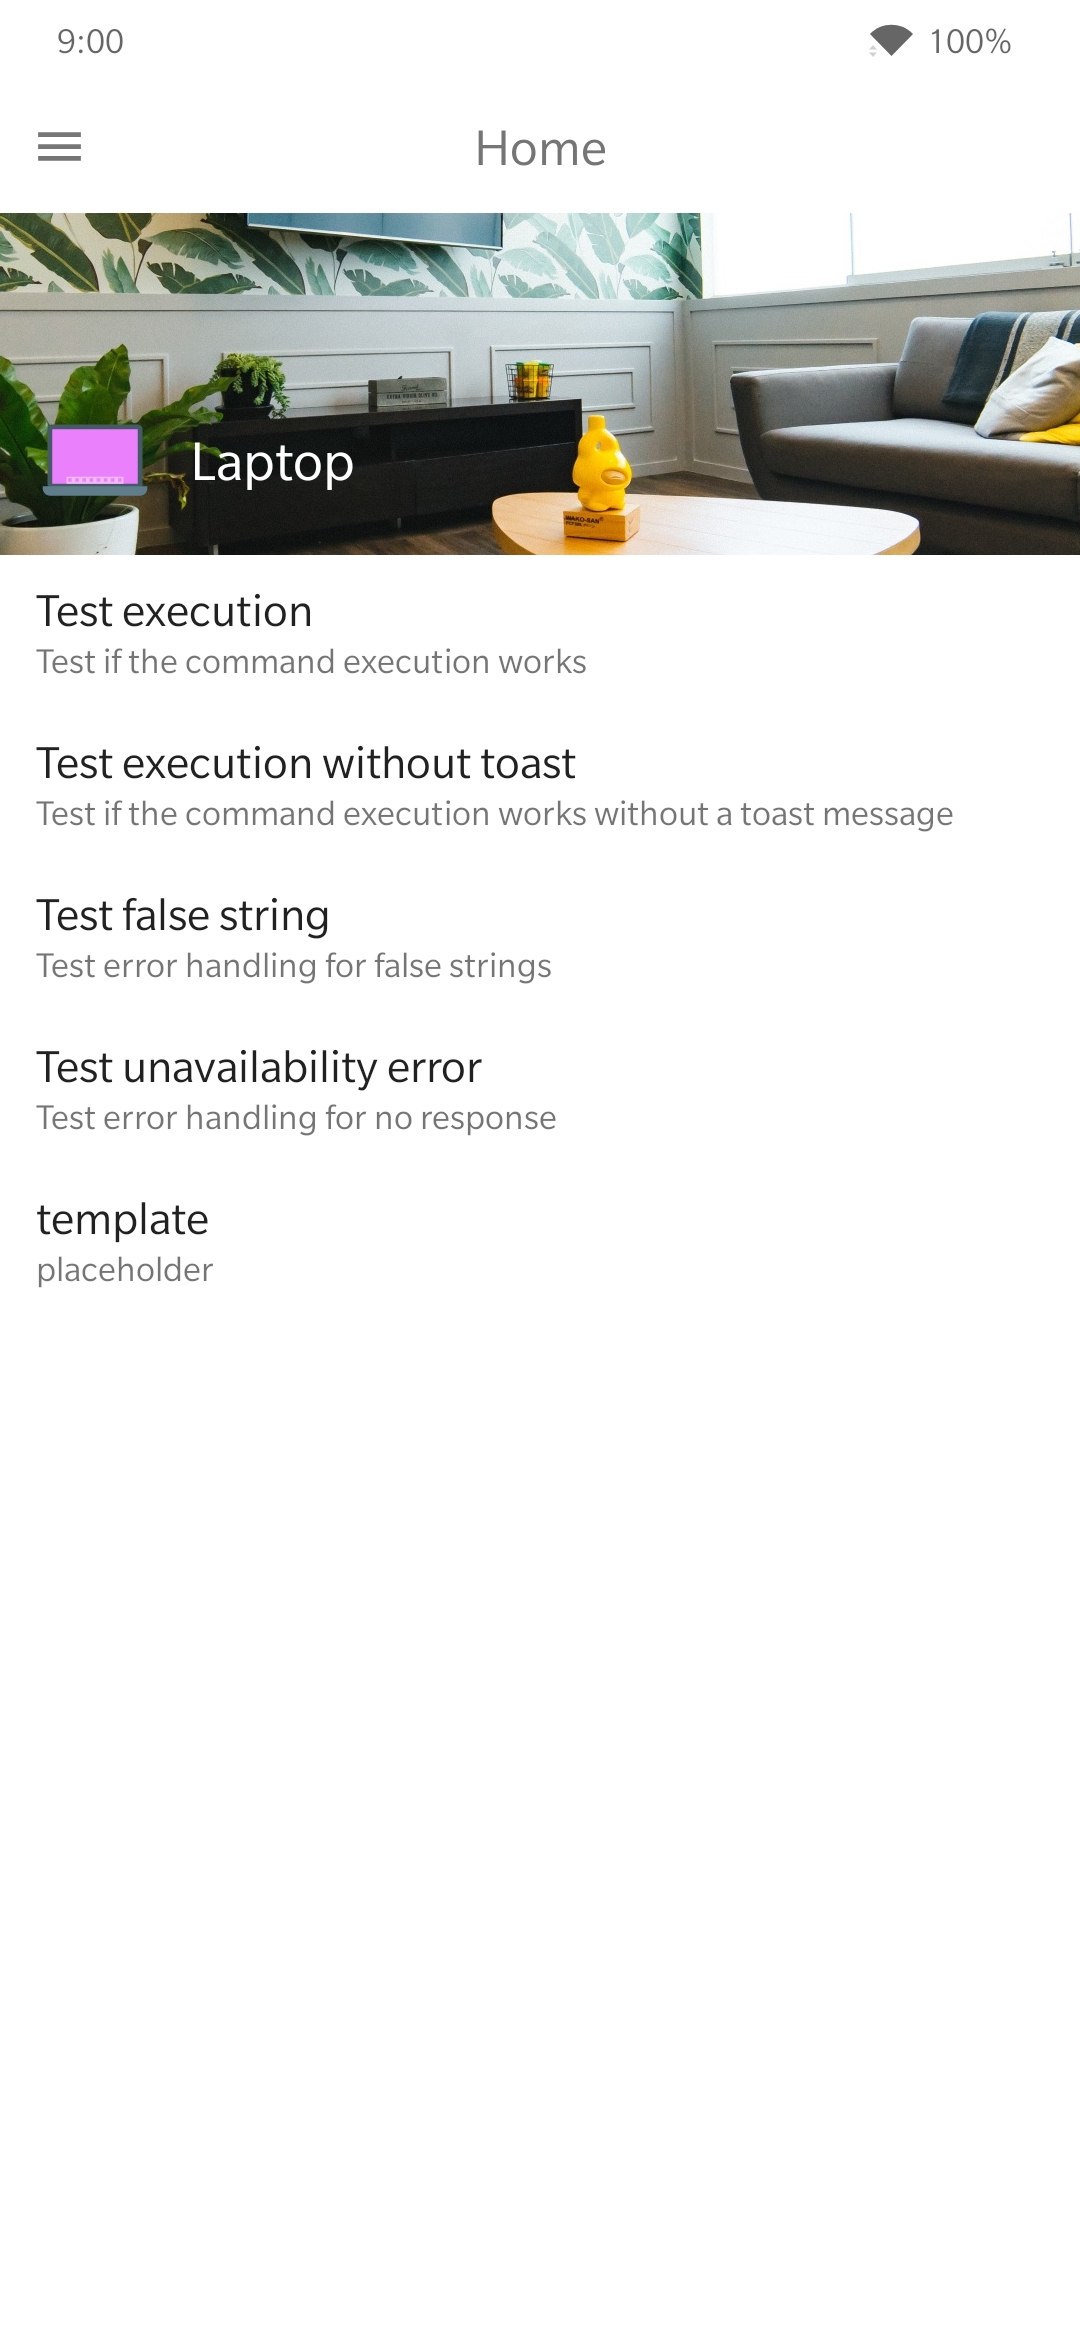 9:00 100%
Home
Laptop
WAKO-SAN
Test execution
Test if the command execution works
Test execution without toast
Test if the command execution works without a toast message
Test false string
Test error handling for false strings
Test unavailability error
Test error handling for no response
template
placeholder